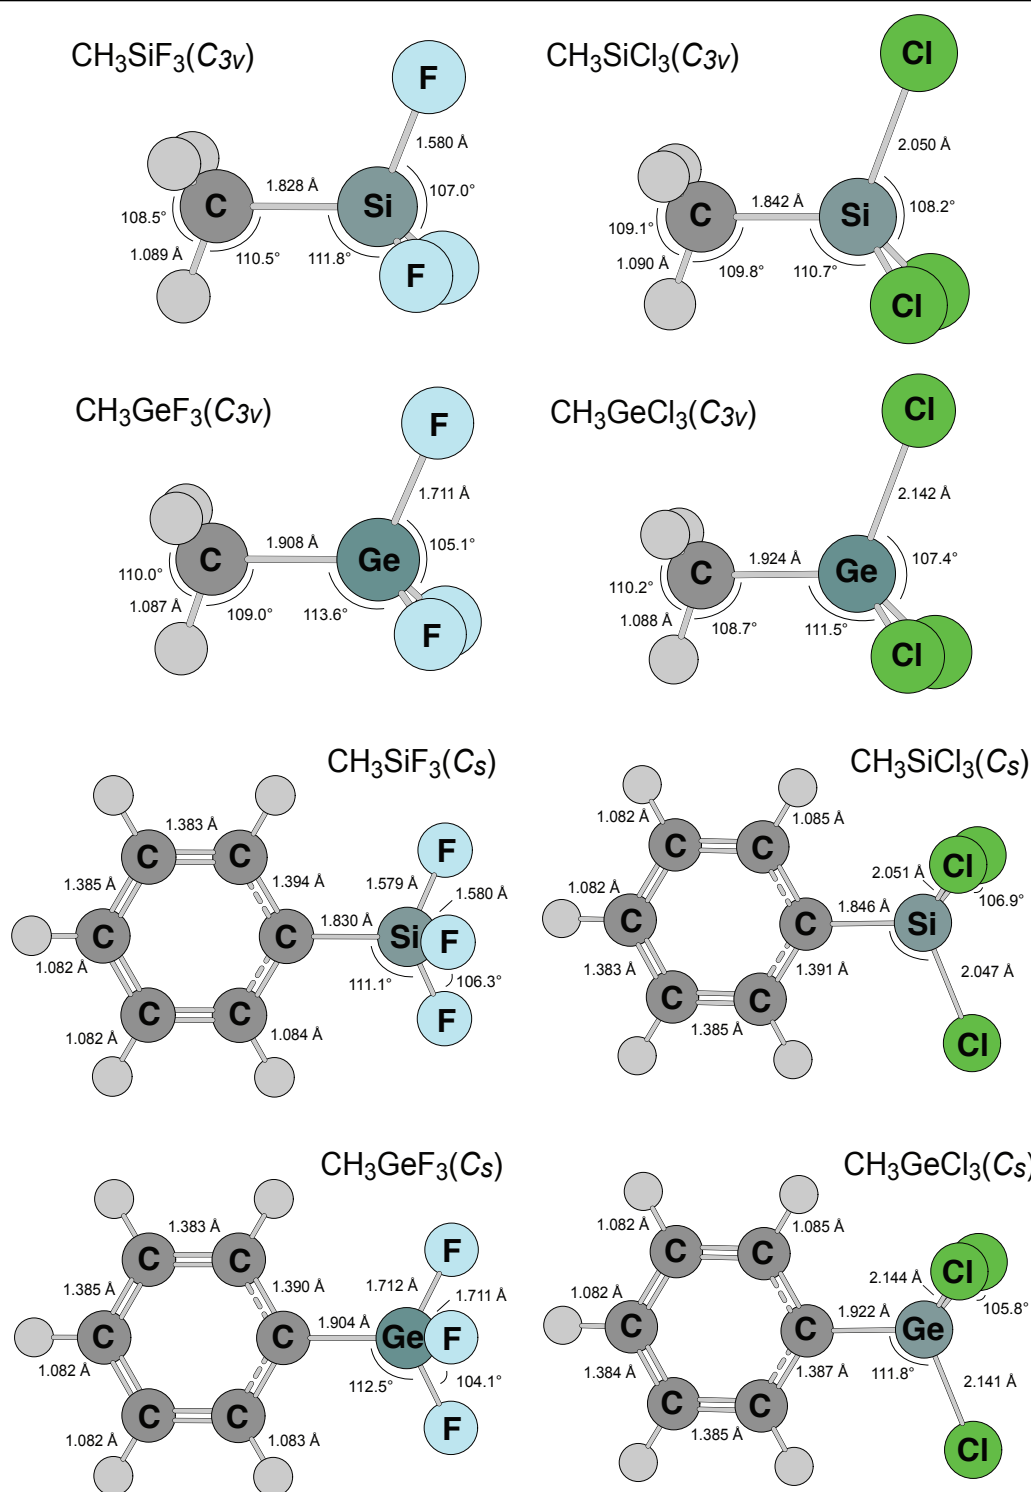 CH3SiF3(C3v)
F
1.580 Å
1.828 Å
107.0°
C
Si
108.5°
1.089 Å
110.5°
111.8°
F
CH3SiCl3(C3v)
Cl
2.050 Å
1.842 Å
108.2°
C
Si
109.1°
1.090 Å
109.8°
110.7°
Cl
CH3GeF3(C3v)
F
1.711 Å
1.908 Å
105.1°
C
Ge
110.0°
1.087 Å
109.0°
113.6°
F
CH3GeCl3(C3v)
Cl
2.142 Å
1.924 Å
107.4°
C
Ge
110.2°
1.088 Å
108.7°
111.5°
Cl
CH3SiF3(Cs)
1.383 Å
C
C
F
1.385 Å
1.394 Å
1.579 Å
1.580 Å
1.830 Å
C
C
Si
F
1.082 Å
111.1°
106.3°
C
C
F
1.082 Å
1.084 Å
CH3SiCl3(Cs)
1.082 Å
1.085 Å
C
C
2.051 Å
Cl
1.082 Å
106.9°
1.846 Å
C
C
Si
1.383 Å
1.391 Å
2.047 Å
C
C
1.385 Å
Cl
CH3GeF3(Cs)
1.383 Å
C
C
F
1.385 Å
1.390 Å
1.712 Å
1.711 Å
1.904 Å
C
C
Ge
F
1.082 Å
112.5°
104.1°
C
C
F
1.082 Å
1.083 Å
CH3GeCl3(Cs)
1.082 Å
1.085 Å
C
C
2.144 Å
Cl
1.082 Å
105.8°
1.922 Å
C
C
Ge
1.384 Å
1.387 Å
111.8°
2.141 Å
C
C
1.385 Å
Cl